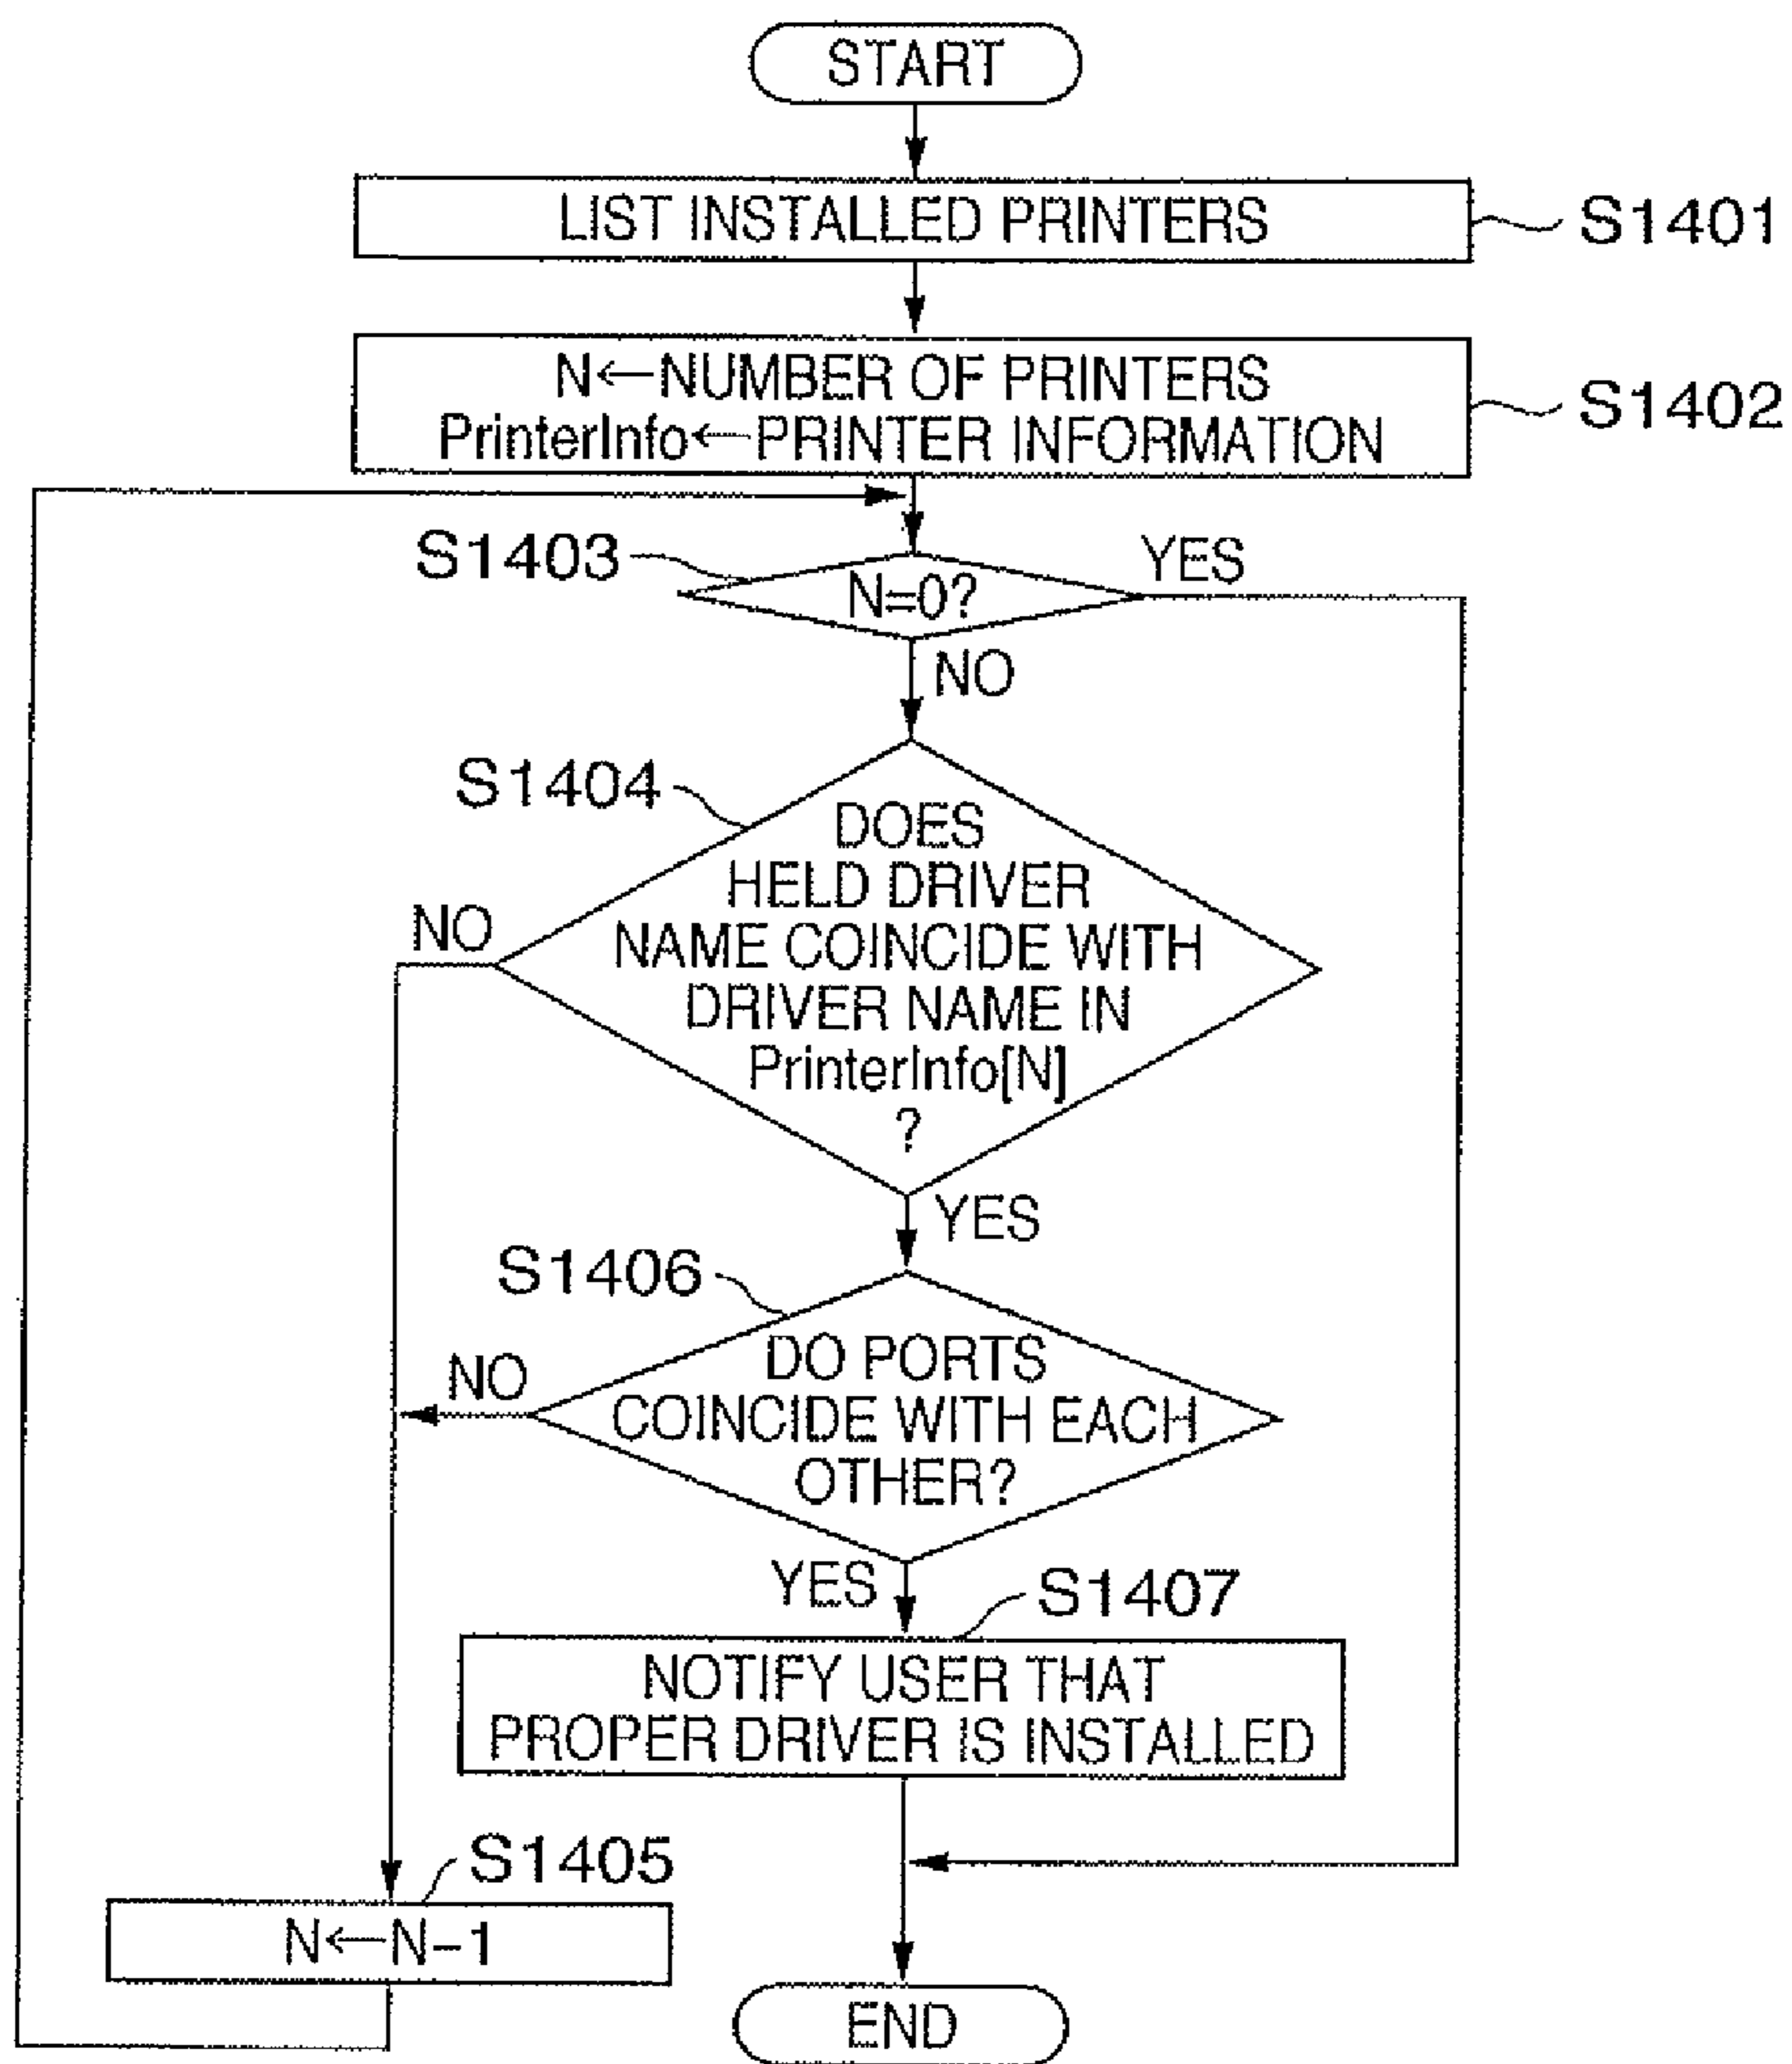 START
LIST INSTALLED PRINTERS
S1401
N←NUMBER OF PRINTERS
PrinterInfo←PRINTER INFORMATION
S1402
S1403
N=0?
YES
NO
S1404
DOES
HELD DRIVER
NAME COINCIDE WITH
DRIVER NAME IN
PrinterInfo[N]
?
NO
YES
S1406
DO PORTS
COINCIDE WITH EACH
OTHER?
NO
YES
S1407
NOTIFY USER THAT
PROPER DRIVER IS INSTALLED
S1405
N←N-1
END